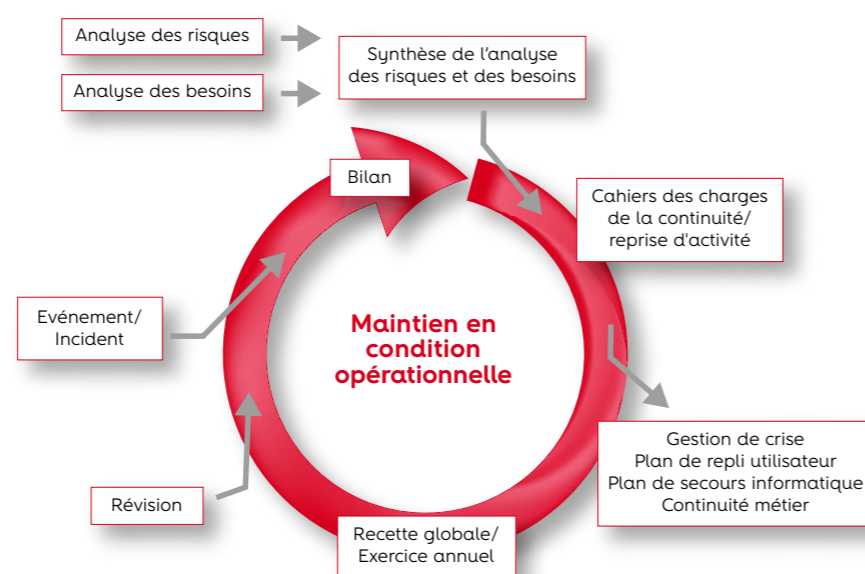 Analyse des risques
Analyse des besoins
Synthèse de l'analyse
des risques et des besoins
Bilan
Cahiers des charges
de la continuité/
reprise d'activité
Evénement/
Incident
Maintien en
condition
opérationnelle
Gestion de crise
Plan de repli utilisateur
Plan de secours informatique
Continuité métier
Révision
Recette globale/
Exercice annuel